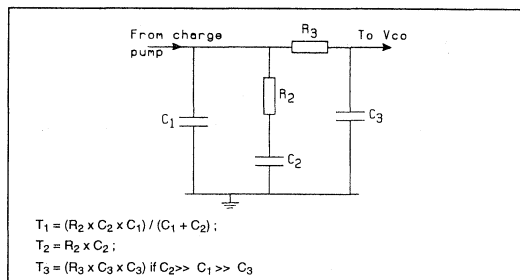 From charge
pump
R3
To Vco
R2
C1
C3
C2
T1 = (R2 x C2 x C1) / (C1 + C2) ;
T2 = R2 x C2 ;
T3 = (R3 x C3 x C3) if C2>> C1 >> C3